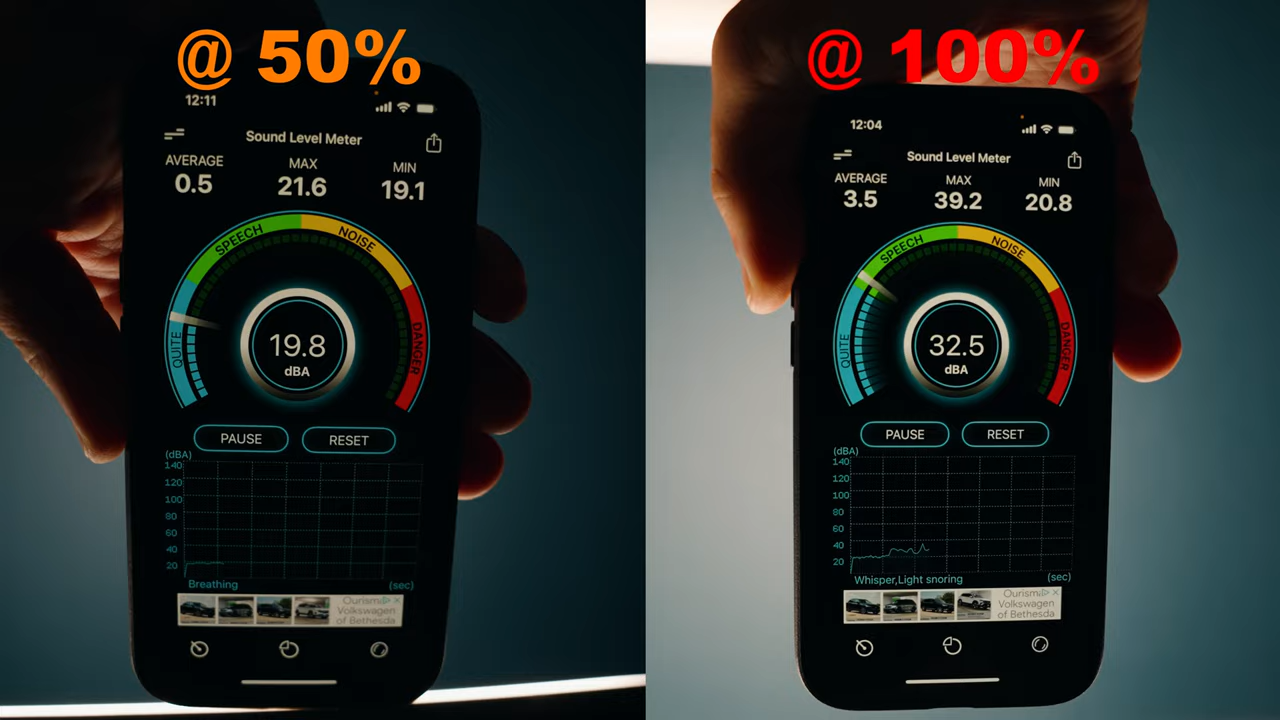 @ 50%
12:11
Sound Level Meter
AVERAGE MAX MIN
0.5 21.6 19.1
QUITE SPEECH NOISE DANGER
19.8
dBA
PAUSE RESET
(dBA)
140
120
100
80
60
40
20
Breathing (sec)
Ourisman
Volkswagen
of Bethesda
@ 100%
12:04
Sound Level Meter
AVERAGE MAX MIN
3.5 39.2 20.8
QUITE SPEECH NOISE DANGER
32.5
dBA
PAUSE RESET
(dBA)
140
120
100
80
60
40
20
Whisper,Light snoring (sec)
Volkswagen
of Bethesda